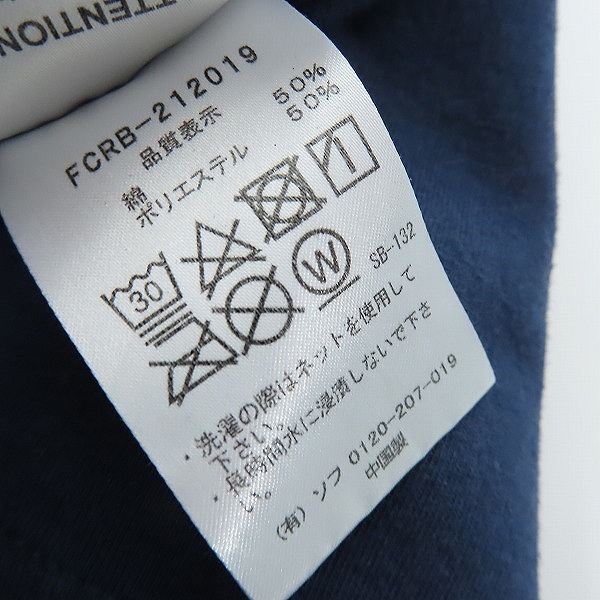 TTENTION
FCRB-212019
品質表示
綿 50%
ポリエステル 50%
30
W
SB-132
・洗濯の際はネットを使用して
下さい。
・長時間水に浸漬しないで下さ
い。
(有)ソフ 0120-207-019
中国製